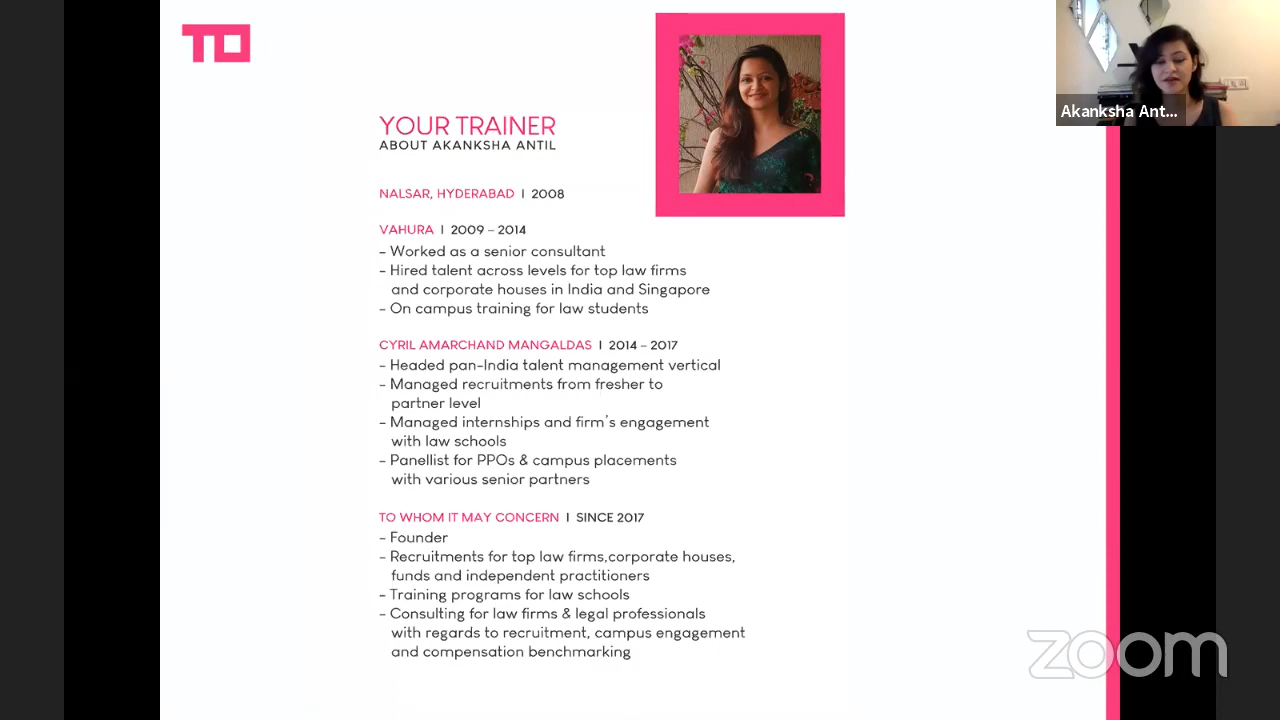 TO
YOUR TRAINER
ABOUT AKANKSHA ANTIL
NALSAR, HYDERABAD | 2008
VAHURA | 2009 – 2014
– Worked as a senior consultant
– Hired talent across levels for top law firms
and corporate houses in India and Singapore
– On campus training for law students
CYRIL AMARCHAND MANGALDAS | 2014 – 2017
– Headed pan-India talent management vertical
– Managed recruitments from fresher to
partner level
– Managed internships and firm's engagement
with law schools
– Panellist for PPOs & campus placements
with various senior partners
TO WHOM IT MAY CONCERN | SINCE 2017
– Founder
– Recruitments for top law firms,corporate houses,
funds and independent practitioners
– Training programs for law schools
– Consulting for law firms & legal professionals
with regards to recruitment, campus engagement
and compensation benchmarking
Akanksha Ant...
zoom